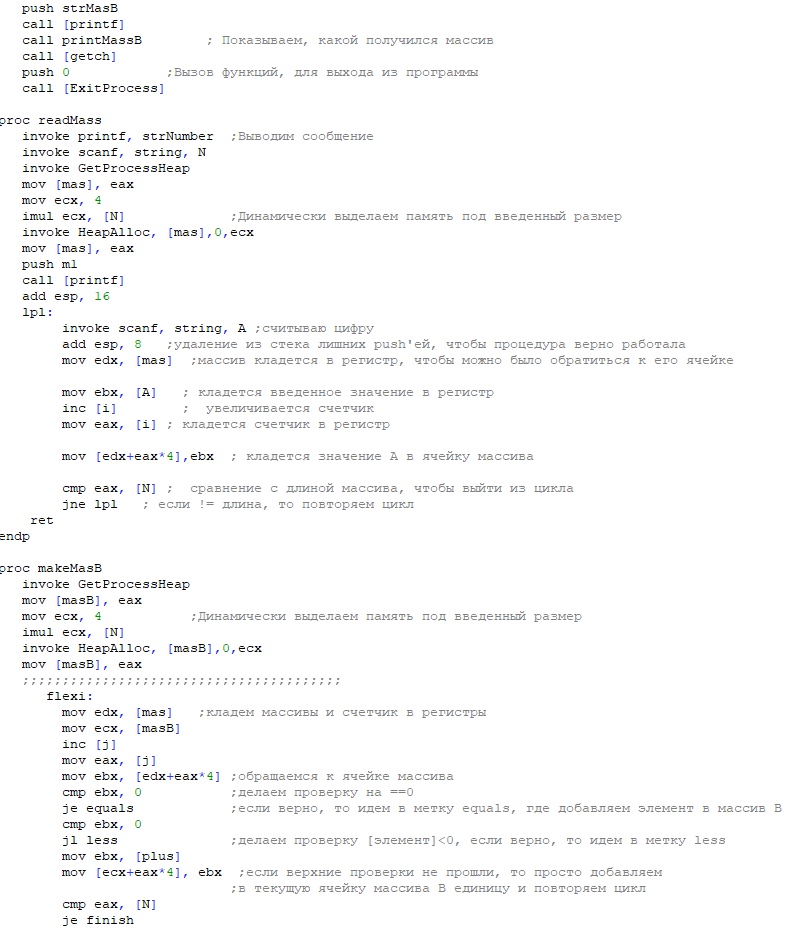 push strMasB
call [printf]
call printMassB ; Показываем, какой получился массив
call [getch]
push 0 ;Вызов функций, для выхода из программы
call [ExitProcess]
proc readMass
invoke printf, strNumber ;Выводим сообщение
invoke scanf, string, N
invoke GetProcessHeap
mov [mas], eax
mov ecx, 4
imul ecx, [N] ;Динамически выделаем память под введенный размер
invoke HeapAlloc, [mas],0,ecx
mov [mas], eax
push m1
call [printf]
add esp, 16
lpl:
invoke scanf, string, A ;считываю цифру
add esp, 8 ;удаление из стека лишних push'ей, чтобы процедура верно работала
mov edx, [mas] ;массив кладется в регистр, чтобы можно было обратиться к его ячейке
mov ebx, [A] ; кладется введенное значение в регистр
inc [i] ; увеличивается счетчик
mov eax, [i] ; кладется счетчик в регистр
mov [edx+eax*4],ebx ; кладется значение А в ячейку массива
cmp eax, [N] ; сравнение с длиной массива, чтобы выйти из цикла
jne lpl ; если != длина, то повторяем цикл
ret
endp
proc makeMasB
invoke GetProcessHeap
mov [masB], eax
mov ecx, 4 ;Динамически выделаем память под введенный размер
imul ecx, [N]
invoke HeapAlloc, [masB],0,ecx
mov [masB], eax
;;;;;;;;;;;;;;;;;;;;;;;;;;;;;;;;;;;;;;;;
flexi:
mov edx, [mas] ;кладем массивы и счетчик в регистры
mov ecx, [masB]
inc [j]
mov eax, [j]
mov ebx, [edx+eax*4] ;обращаемся к ячейке массива
cmp ebx, 0 ;делаем проверку на ==0
je equals ;если верно, то идем в метку equals, где добавляем элемент в массив В
cmp ebx, 0
jl less ;делаем проверку [элемент]<0, если верно, то идем в метку less
mov ebx, [plus]
mov [ecx+eax*4], ebx ;если верхние проверки не прошли, то просто добавляем
;в текущую ячейку массива В единицу и повторяем цикл
cmp eax, [N]
je finish